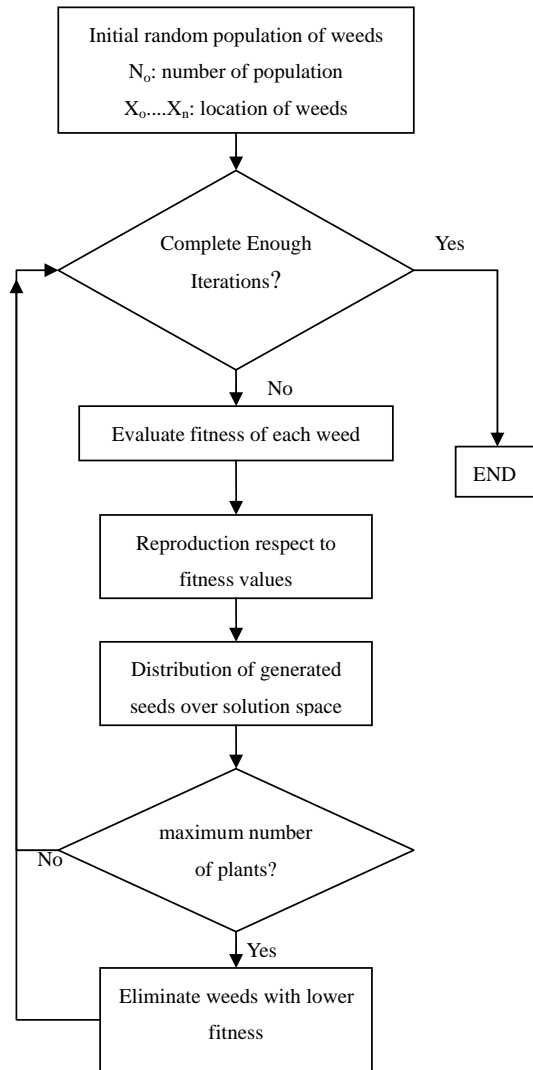 Initial random population of weeds
No: number of population
Xo....Xn: location of weeds
Complete Enough
Iterations?
Yes
No
Evaluate fitness of each weed
END
Reproduction respect to
fitness values
Distribution of generated
seeds over solution space
maximum number
of plants?
No
Yes
Eliminate weeds with lower
fitness